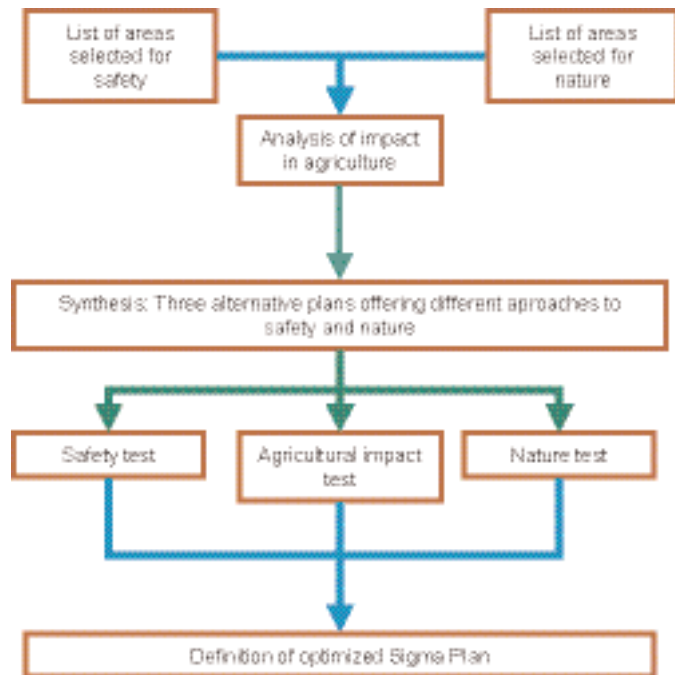 List of areas
selected for
safety
List of areas
selected for
nature
Analysis of impact
in agriculture
Synthesis: Three alternative plans offering different aproaches to
safety and nature
Safety test
Agricultural impact
test
Nature test
Definition of optimized Sigma Plan